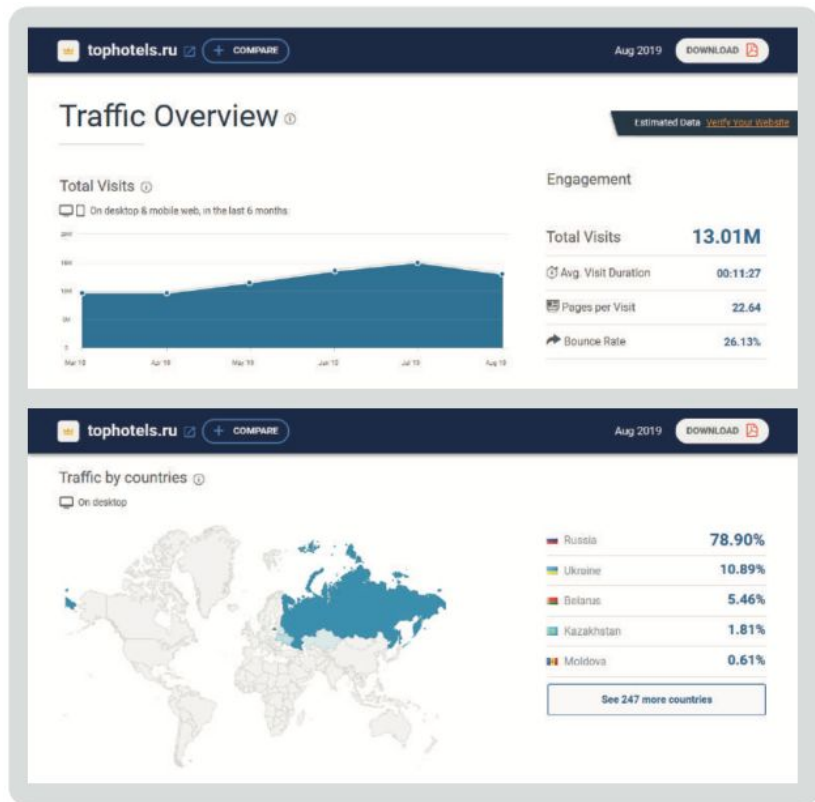 tophotels.ru + COMPARE Aug 2019 DOWNLOAD
Traffic Overview
Estimated Data Verify Your Website
Total Visits
On desktop & mobile web, in the last 6 months
Engagement
Total Visits 13.01M
Avg. Visit Duration 00:11:27
Pages per Visit 22.64
Bounce Rate 26.13%
0
tophotels.ru + COMPARE Aug 2019 DOWNLOAD
Traffic by countries
On desktop
Russia 78.90%
Ukraine 10.89%
Belarus 5.46%
Kazakhstan 1.81%
Moldova 0.61%
See 247 more countries